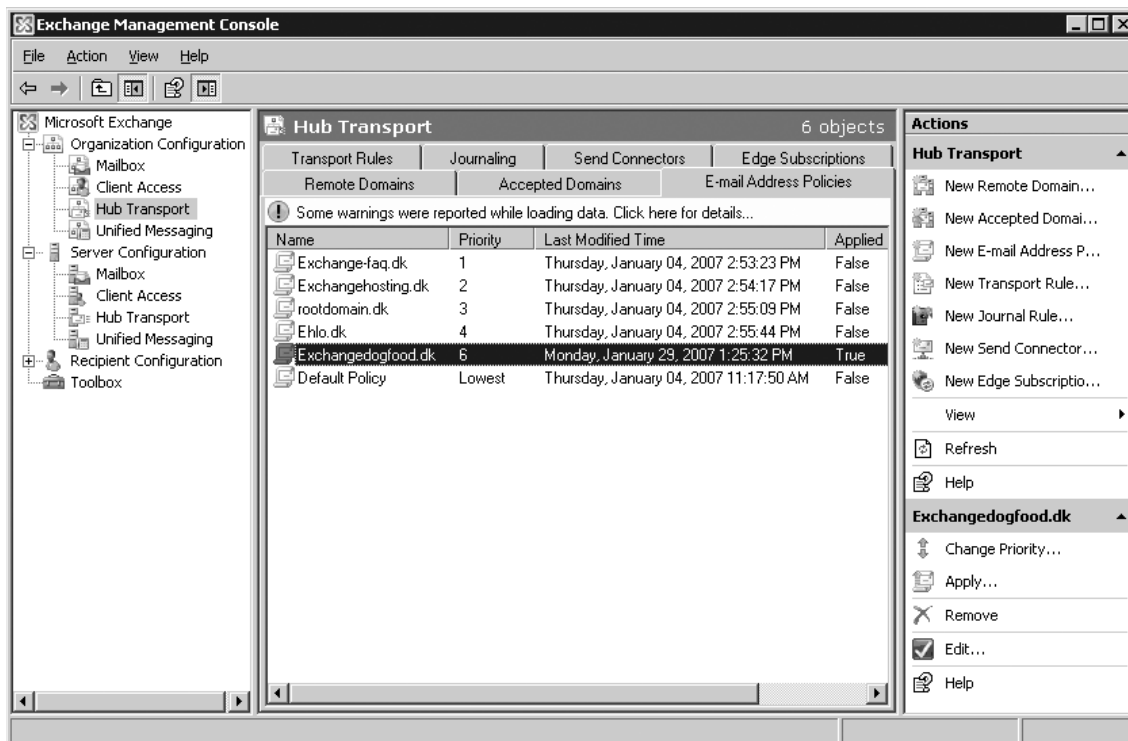 Exchange Management Console
File Action View Help
Microsoft Exchange
Organization Configuration
Mailbox
Client Access
Hub Transport
Unified Messaging
Server Configuration
Mailbox
Client Access
Hub Transport
Unified Messaging
Recipient Configuration
Toolbox
Hub Transport 6 objects
Transport Rules Journaling Send Connectors Edge Subscriptions
Remote Domains Accepted Domains E-mail Address Policies
Some warnings were reported while loading data. Click here for details...
Name Priority Last Modified Time Applied
Exchange-faq.dk 1 Thursday, January 04, 2007 2:53:23 PM False
Exchangehosting.dk 2 Thursday, January 04, 2007 2:54:17 PM False
rootdomain.dk 3 Thursday, January 04, 2007 2:55:09 PM False
Ehlo.dk 4 Thursday, January 04, 2007 2:55:44 PM False
Exchangedogfood.dk 6 Monday, January 29, 2007 1:25:32 PM True
Default Policy Lowest Thursday, January 04, 2007 11:17:50 AM False
Actions
Hub Transport
New Remote Domain...
New Accepted Domai...
New E-mail Address P...
New Transport Rule...
New Journal Rule...
New Send Connector...
New Edge Subscriptio...
View
Refresh
Help
Exchangedogfood.dk
Change Priority...
Apply...
Remove
Edit...
Help